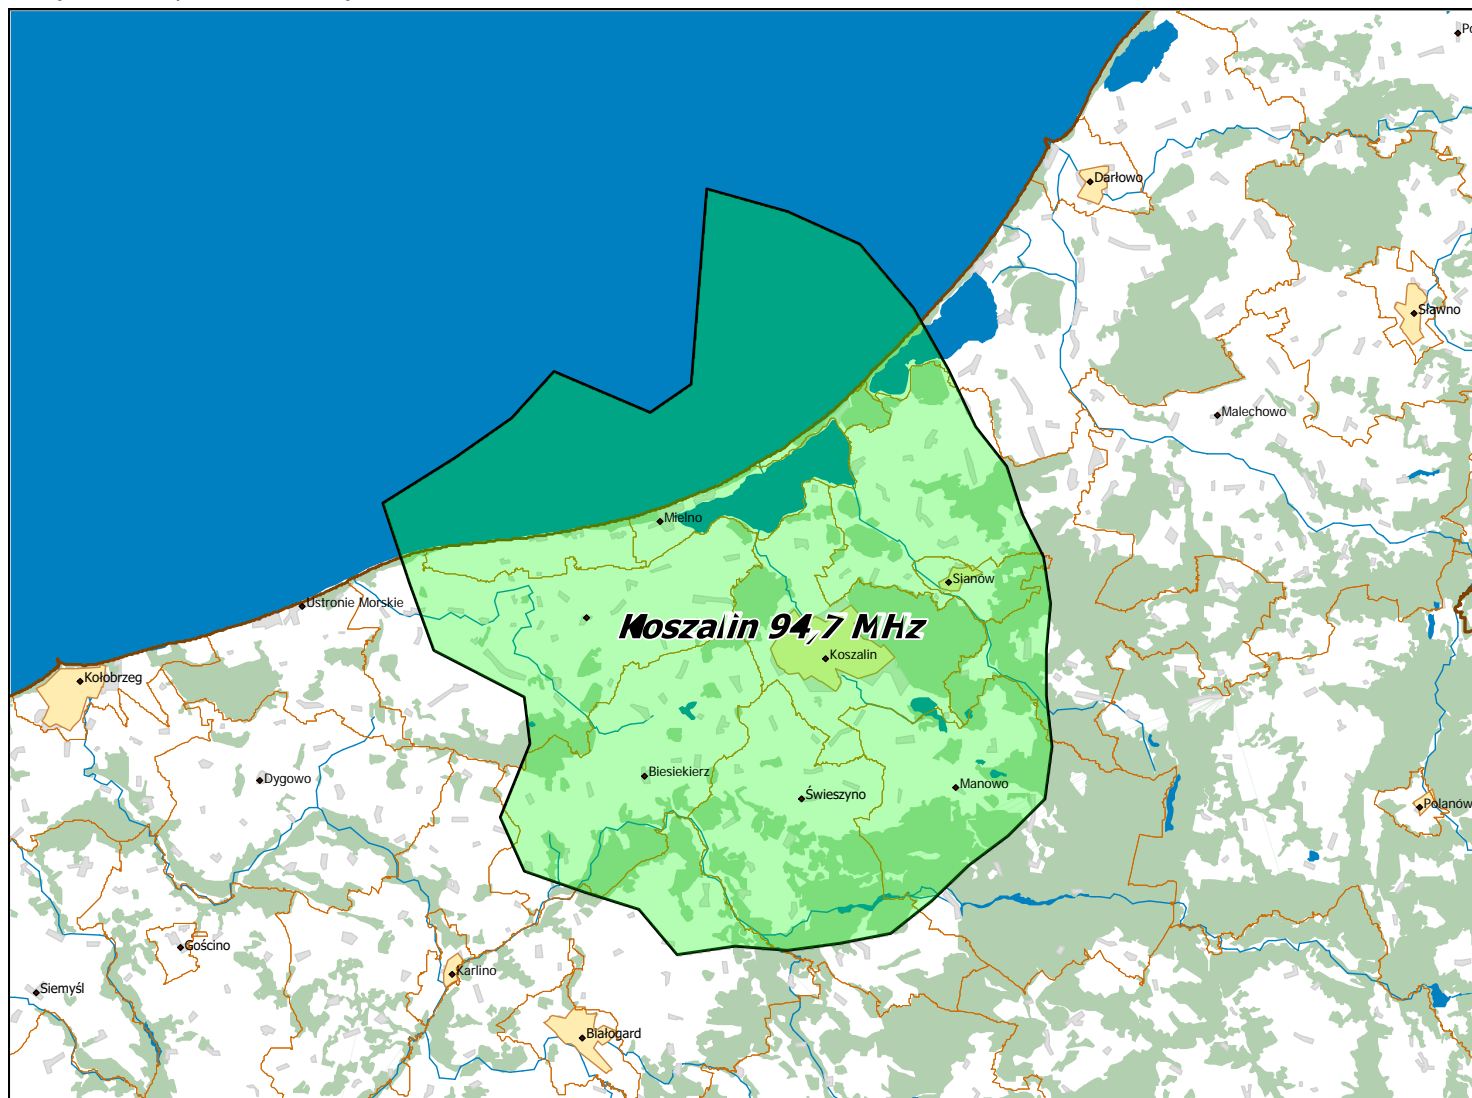 Darłowo
Sławno
Malechowo
Mielno
Sianów
Ustronie Morskie
Koszalin 94,7 MHz
Koszalin
Kołobrzeg
Biesiekierz
Dygowo
Manowo
Świeszyno
Polanów
Gościno
Karlino
Siemyśl
Białogard